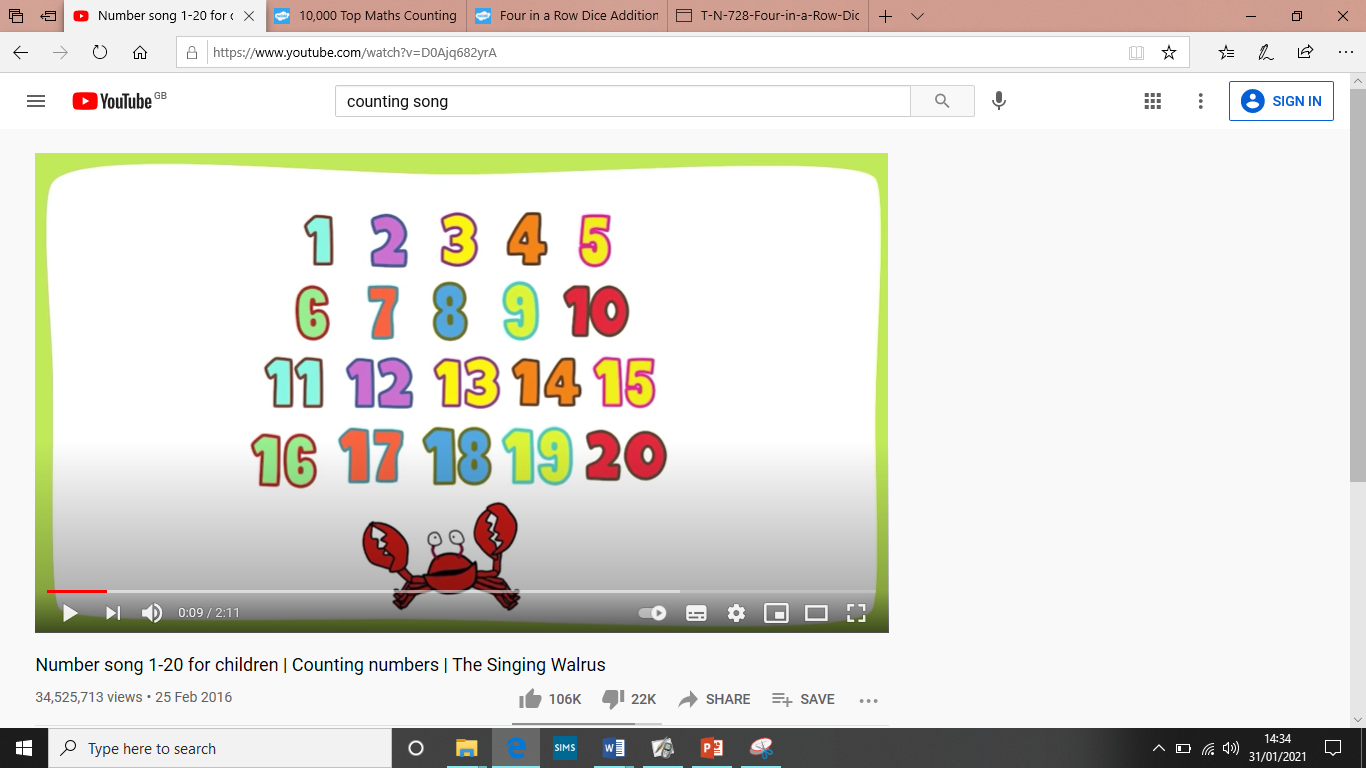 Number song 1-20 for c
10,000 Top Maths Counting
Four in a Row Dice Addition
T-N-728-Four-in-a-Row-Dic
https://www.youtube.com/watch?v=D0Ajq682yrA
YouTube GB
counting song
SIGN IN
1 2 3 4 5
6 7 8 9 10
11 12 13 14 15
16 17 18 19 20
0:09 / 2:11
Number song 1-20 for children | Counting numbers | The Singing Walrus
34,525,713 views • 25 Feb 2016
106K
22K
SHARE
SAVE
Type here to search
SIMS
14:34
31/01/2021